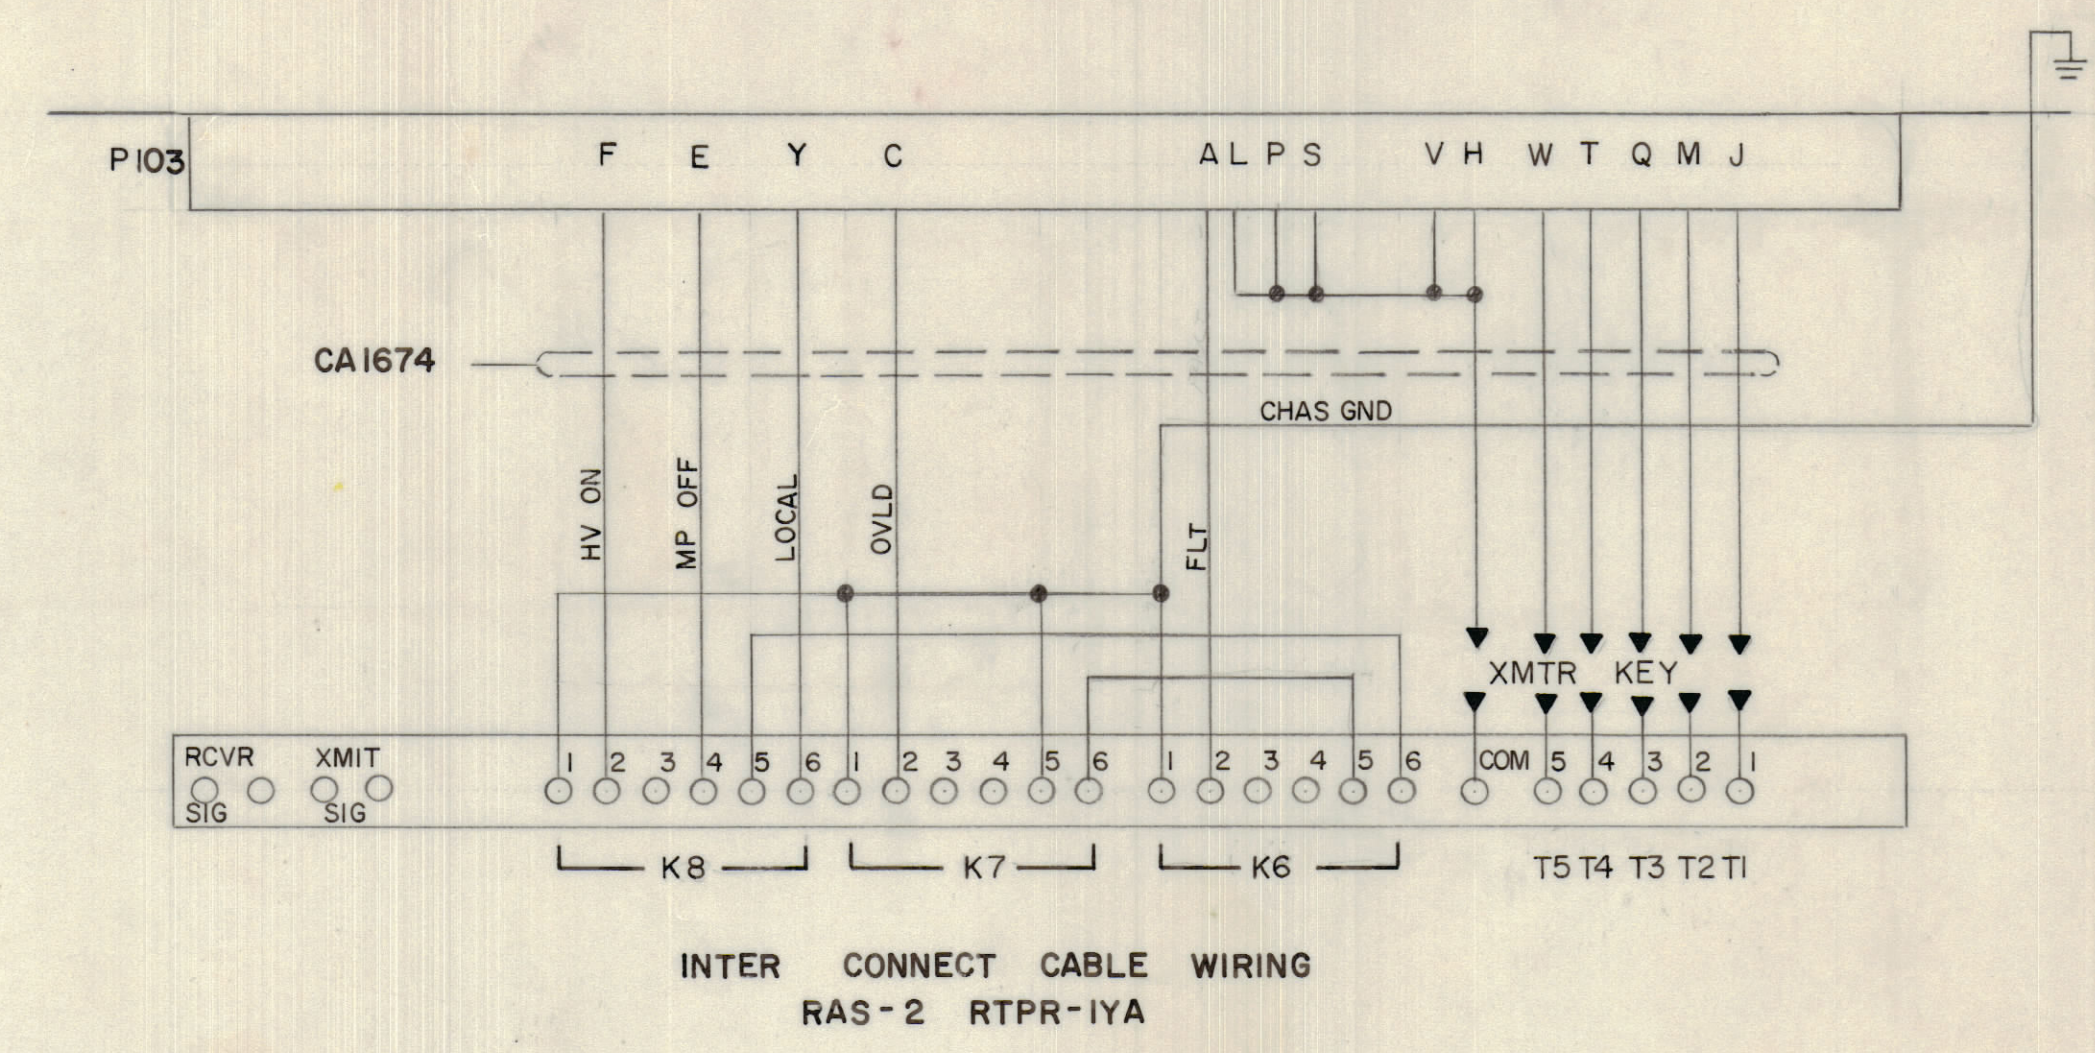 P103 F E Y C A L P S V H W T Q M J
CA1674
CHAS GND
HV ON
MP OFF
LOCAL
OVLD
FLT
XMTR KEY
RCVR XMIT 1 2 3 4 5 6 1 2 3 4 5 6 1 2 3 4 5 6 COM 5 4 3 2 1
SIG SIG
K8 K7 K6 T5 T4 T3 T2 T1
INTER CONNECT CABLE WIRING
RAS-2 RTPR-1YA